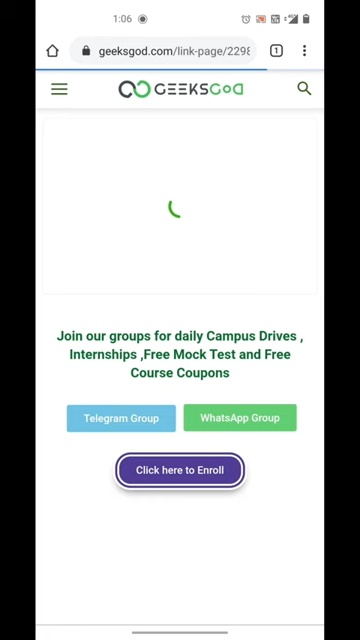 1:06
geeksgod.com/link-page/2298
1
GEEKSGOD
Join our groups for daily Campus Drives ,
Internships ,Free Mock Test and Free
Course Coupons
Telegram Group
WhatsApp Group
Click here to Enroll